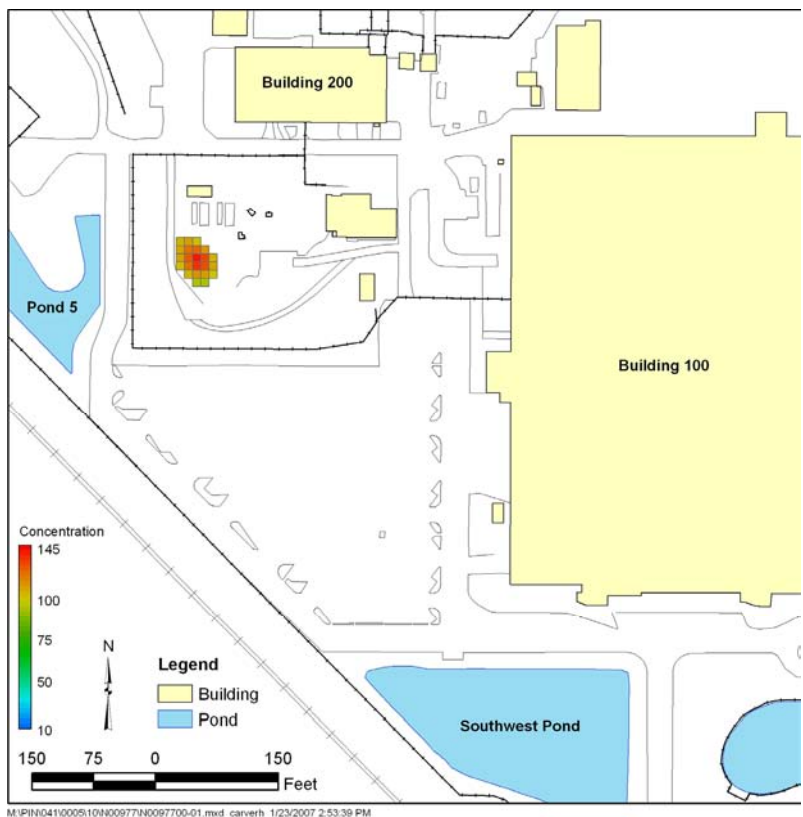 Building 200
Pond 5
Building 100
Concentration
145
100
75
50
10
N
Legend
Building
Pond
Southwest Pond
150 75 0 150
Feet
M:\PIN\041\0005\10\N00977\N0097700-01.mxd carverh 1/23/2007 2:53:39 PM